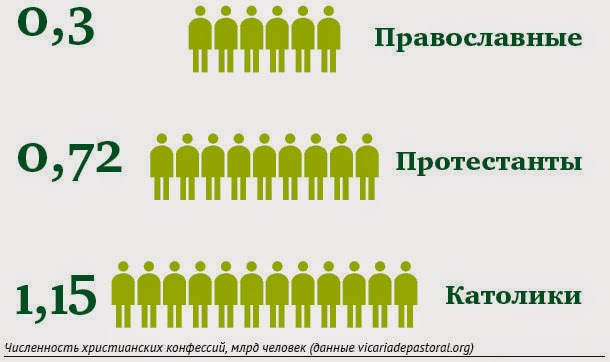 0,3 Православные
0,72 Протестанты
1,15 Католики
Численность христианских конфессий, млрд человек (данные vicariadepastoral.org)